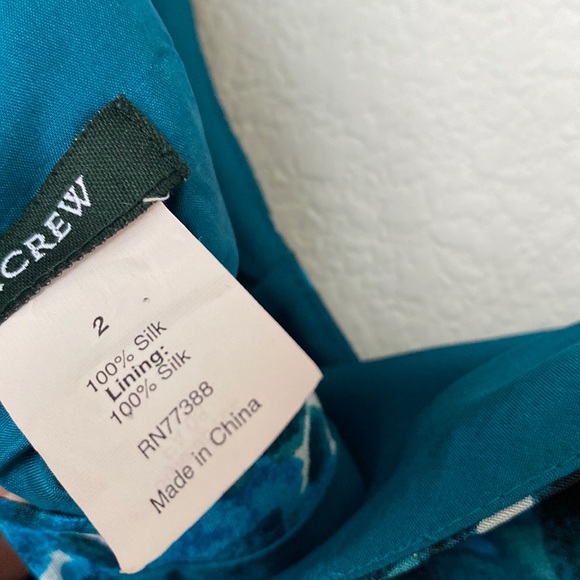 CREW
2
100% Silk
Lining:
100% Silk
RN77388
Made in China